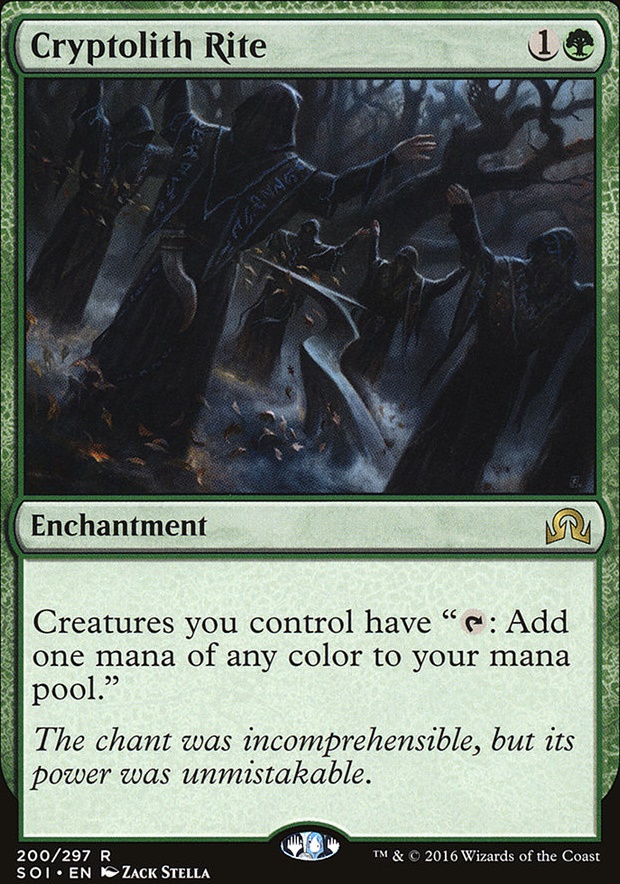 Cryptolith Rite 1
Enchantment
Creatures you control have “: Add
one mana of any color to your mana
pool.”
The chant was incomprehensible, but its
power was unmistakable.
200/297 R
SOI • EN Zack Stella
™ & © 2016 Wizards of the Coast